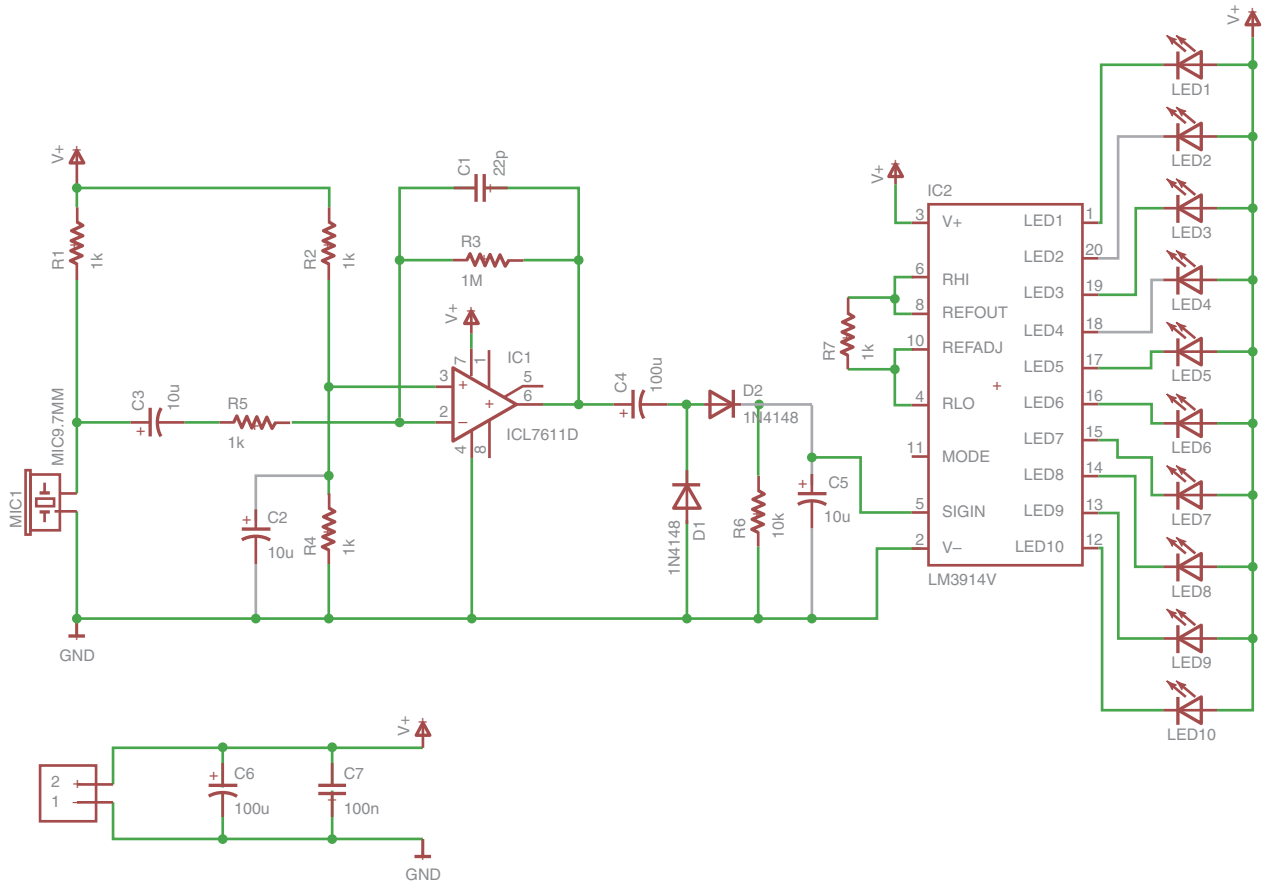 V+
R1
1k
R2
1k
C1
22p
R3
1M
V+
7
1
IC1
3
+
5
+
6
2
–
4
8
ICL7611D
MIC9.7MM
MIC1
C3
10u
+
R5
1k
+
C2
10u
R4
1k
GND
C4
100u
+
D2
1N4148
1N4148
D1
R6
10k
+
C5
10u
V+
IC2
3
V+
6
RHI
8
REFOUT
10
REFADJ
4
RLO
11
MODE
5
SIGIN
2
V–
R7
1k
+
LED1
1
LED2
20
LED3
19
LED4
18
LED5
17
LED6
16
LED7
15
LED8
14
LED9
13
LED10
12
LM3914V
V+
LED1
LED2
LED3
LED4
LED5
LED6
LED7
LED8
LED9
LED10
2
+
1
-
+
C6
100u
C7
100n
V+
GND